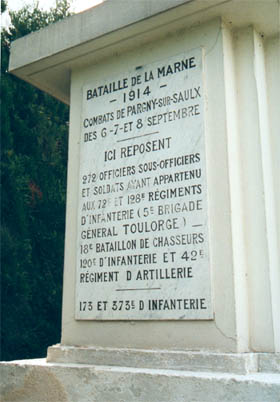 BATAILLE DE LA MARNE
- 1914 -
COMBATS DE PARGNY-SUR-SAULX
DES 6-7-ET 8 SEPTEMBRE
ICI REPOSENT
272 OFFICIERS SOUS-OFFICIERS
ET SOLDATS AYANT APPARTENU
AUX 72E ET 128E RÉGIMENTS
D'INFANTERIE (5E BRIGADE
GÉNÉRAL TOULORGE) -
18E BATAILLON DE CHASSEURS
120E D'INFANTERIE ET 42E
RÉGIMENT D'ARTILLERIE
173 ET 373E D'INFANTERIE